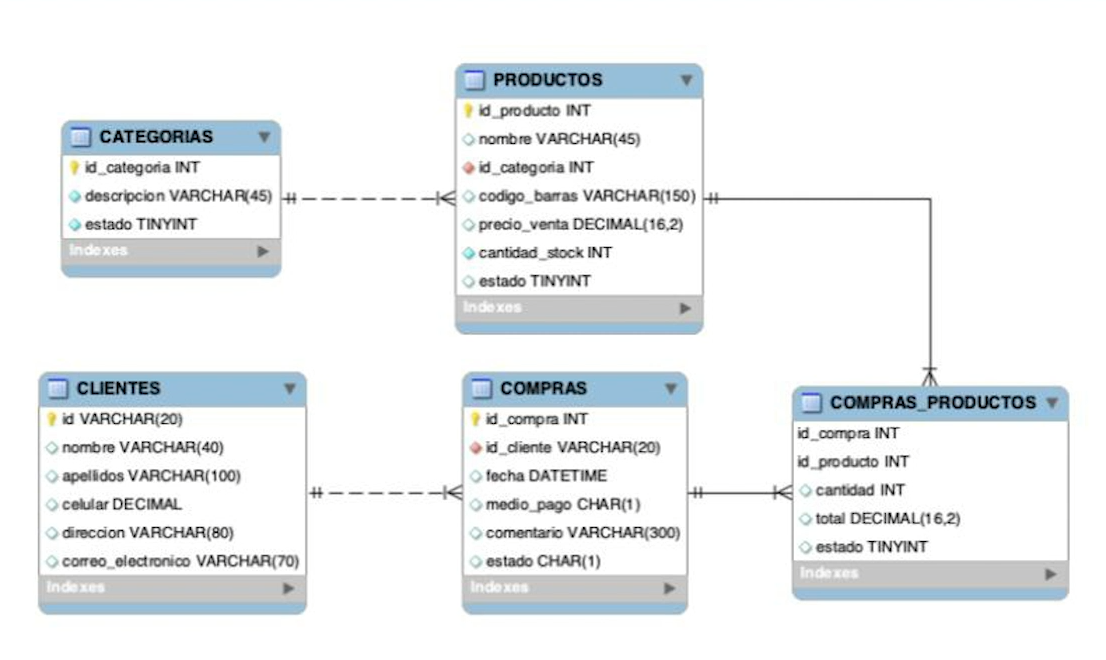 CATEGORIAS
id_categoria INT
descripcion VARCHAR(45)
estado TINYINT
Indexes
PRODUCTOS
id_producto INT
nombre VARCHAR(45)
id_categoria INT
codigo_barras VARCHAR(150)
precio_venta DECIMAL(16,2)
cantidad_stock INT
estado TINYINT
Indexes
CLIENTES
id VARCHAR(20)
nombre VARCHAR(40)
apellidos VARCHAR(100)
celular DECIMAL
direccion VARCHAR(80)
correo_electronico VARCHAR(70)
Indexes
COMPRAS
id_compra INT
id_cliente VARCHAR(20)
fecha DATETIME
medio_pago CHAR(1)
comentario VARCHAR(300)
estado CHAR(1)
Indexes
COMPRAS_PRODUCTOS
id_compra INT
id_producto INT
cantidad INT
total DECIMAL(16,2)
estado TINYINT
Indexes